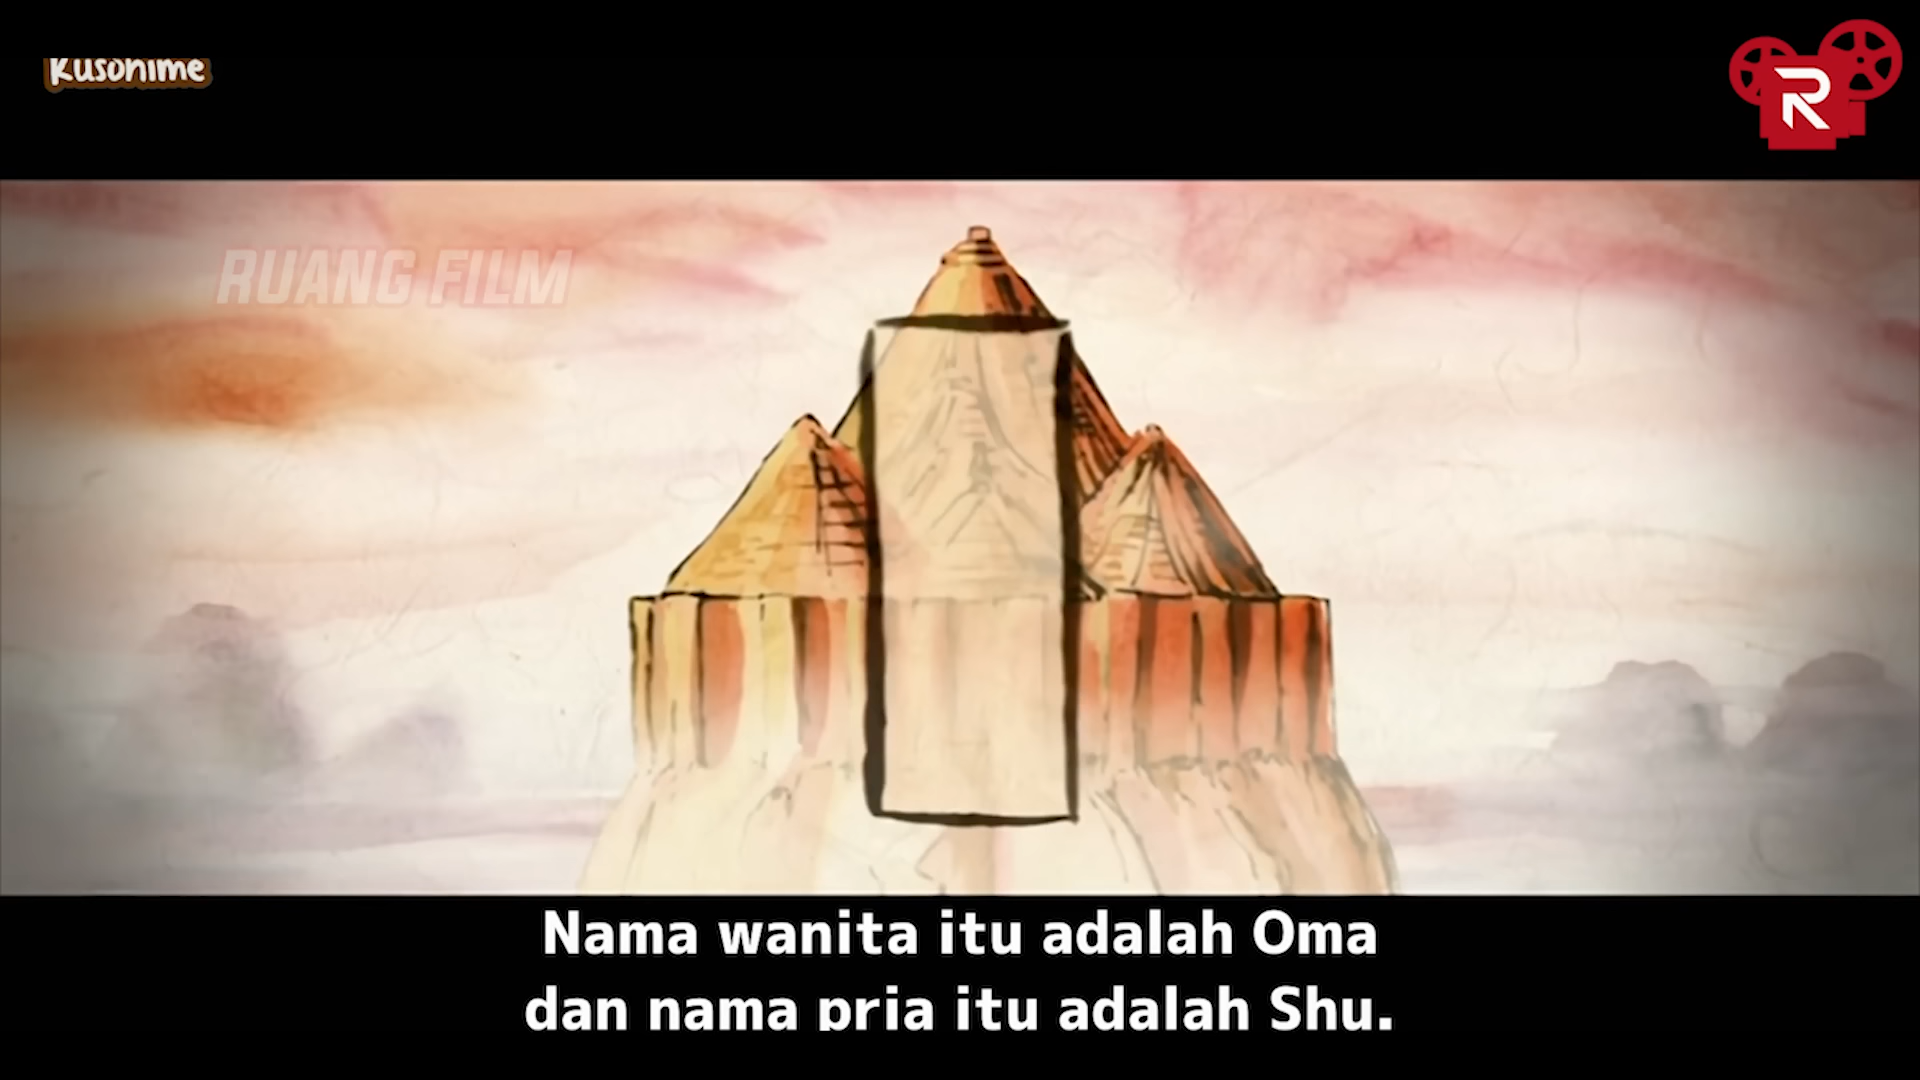 Kusonime
R
RUANG FILM
Nama wanita itu adalah Oma
dan nama pria itu adalah Shu.